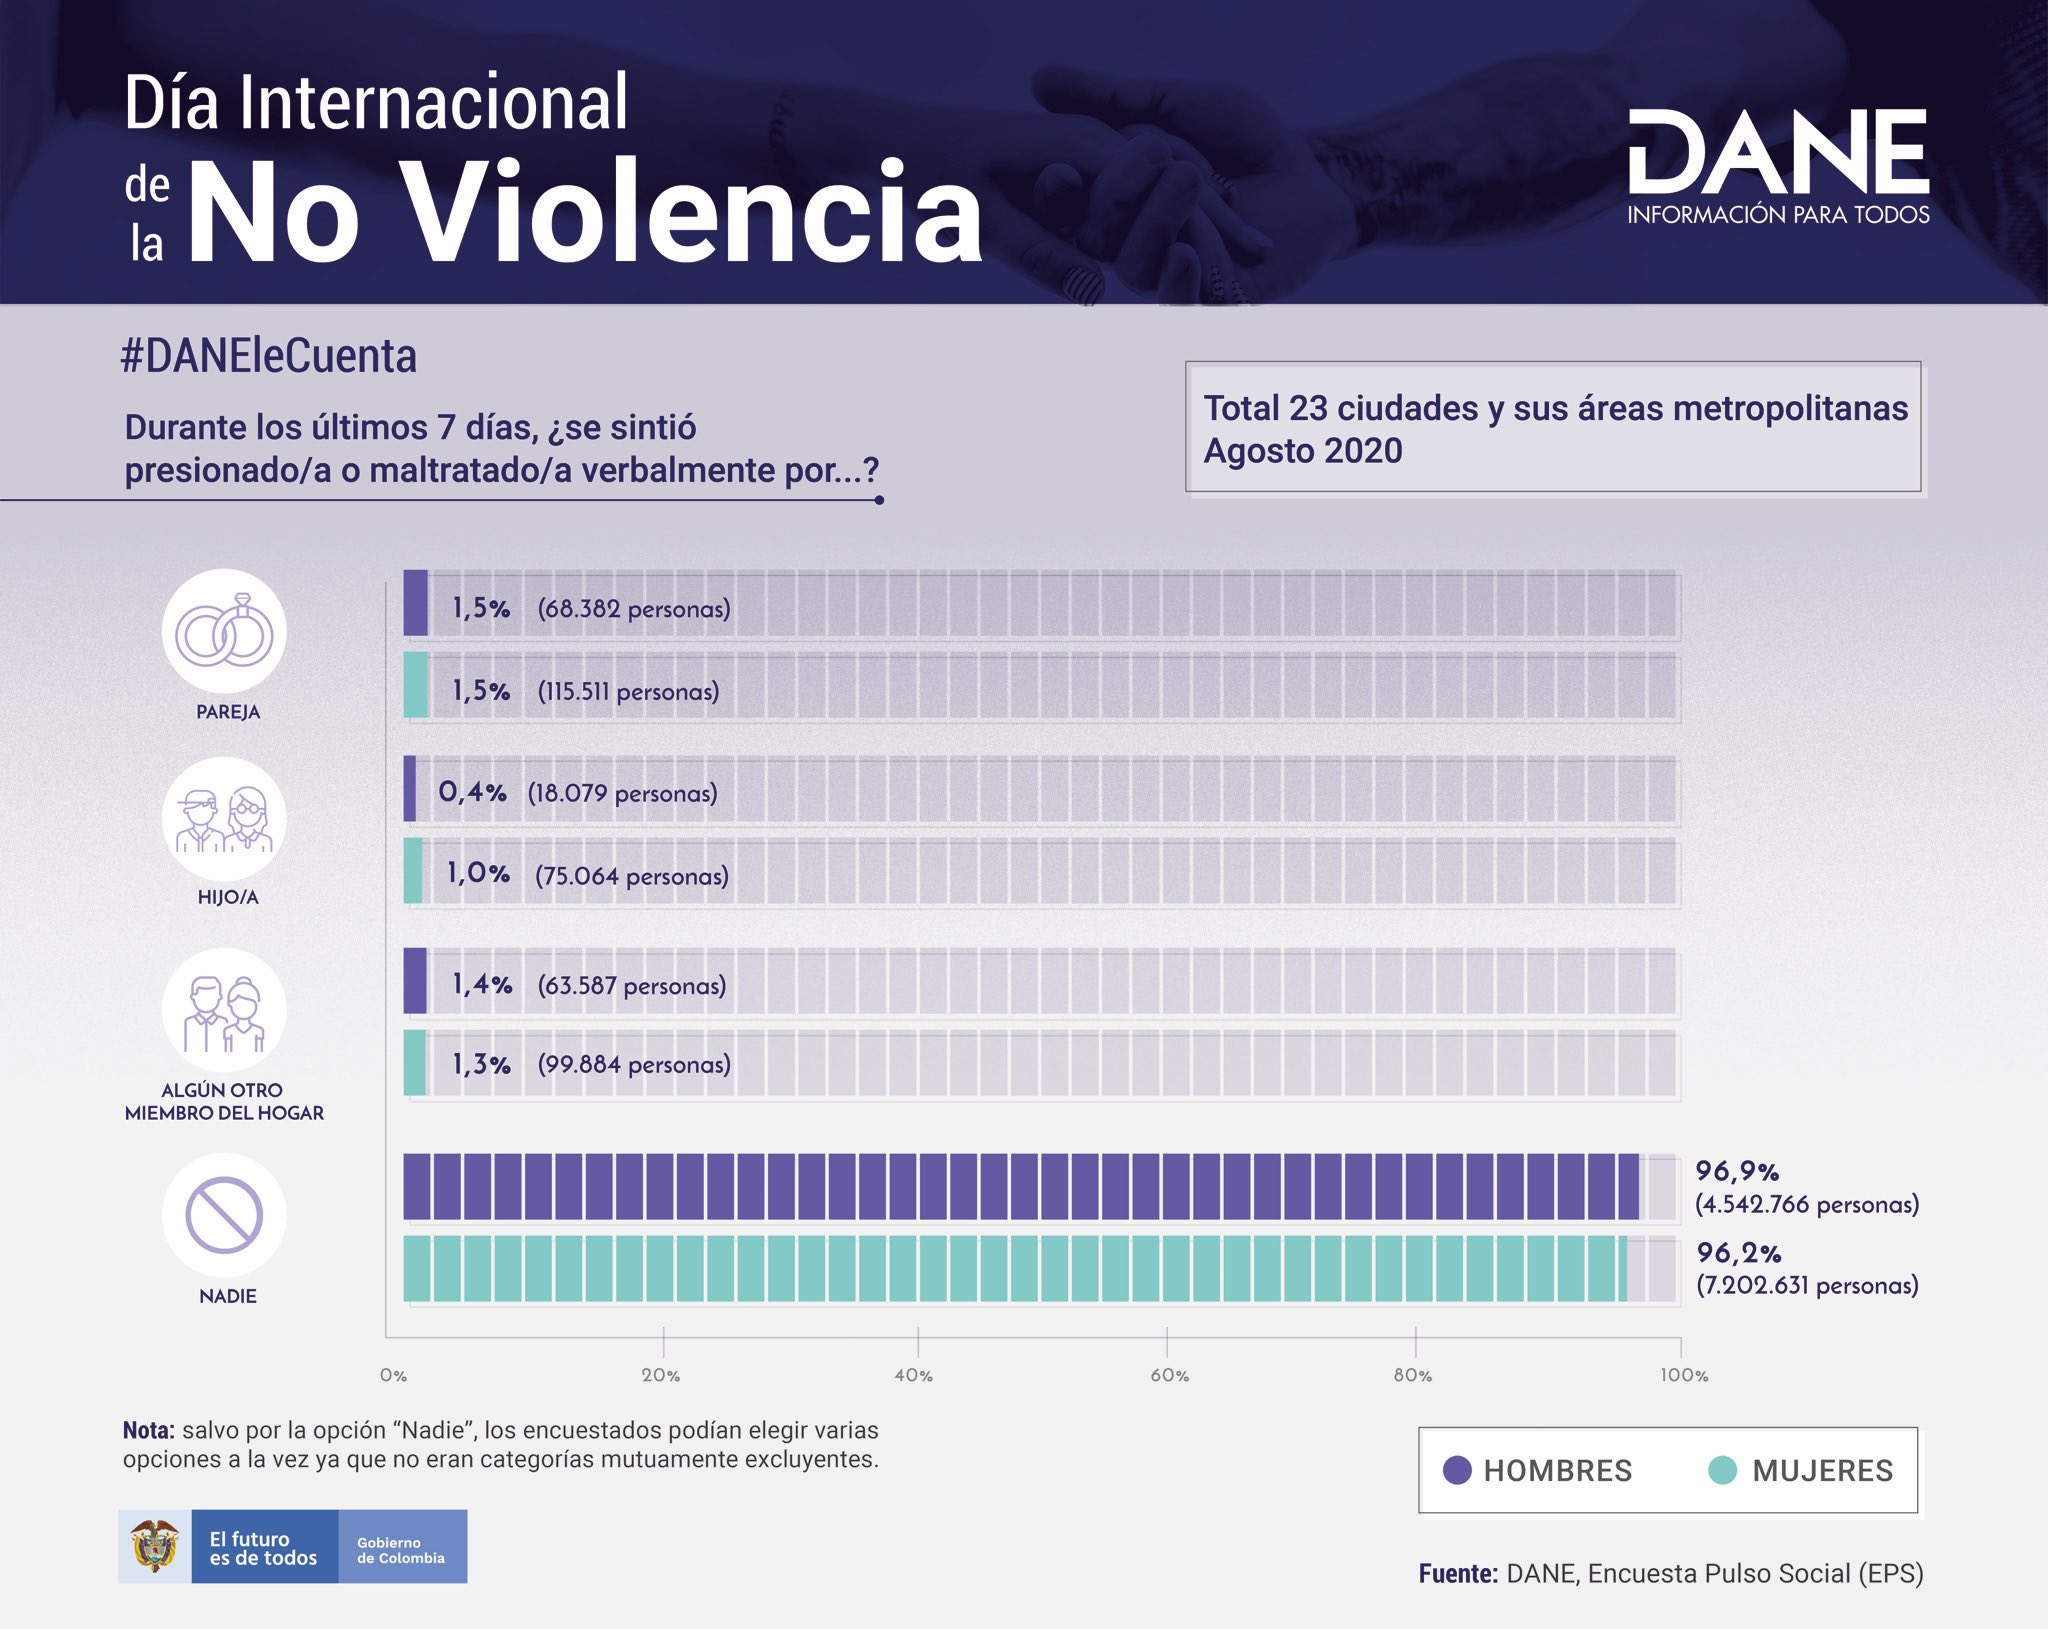 Día Internacional
de
la
No Violencia
DANE
INFORMACIÓN PARA TODOS
#DANEleCuenta
Durante los últimos 7 días, ¿se sintió
presionado/a o maltratado/a verbalmente por...?
Total 23 ciudades y sus áreas metropolitanas
Agosto 2020
PAREJA
1,5% (68.382 personas)
1,5% (115.511 personas)
HIJO/A
0,4% (18.079 personas)
1,0% (75.064 personas)
ALGÚN OTRO
MIEMBRO DEL HOGAR
1,4% (63.587 personas)
1,3% (99.884 personas)
NADIE
96,9%
(4.542.766 personas)
96,2%
(7.202.631 personas)
0% 20% 40% 60% 80% 100%
Nota: salvo por la opción “Nadie”, los encuestados podían elegir varias
opciones a la vez ya que no eran categorías mutuamente excluyentes.
HOMBRES MUJERES
El futuro
es de todos
Gobierno
de Colombia
Fuente: DANE, Encuesta Pulso Social (EPS)